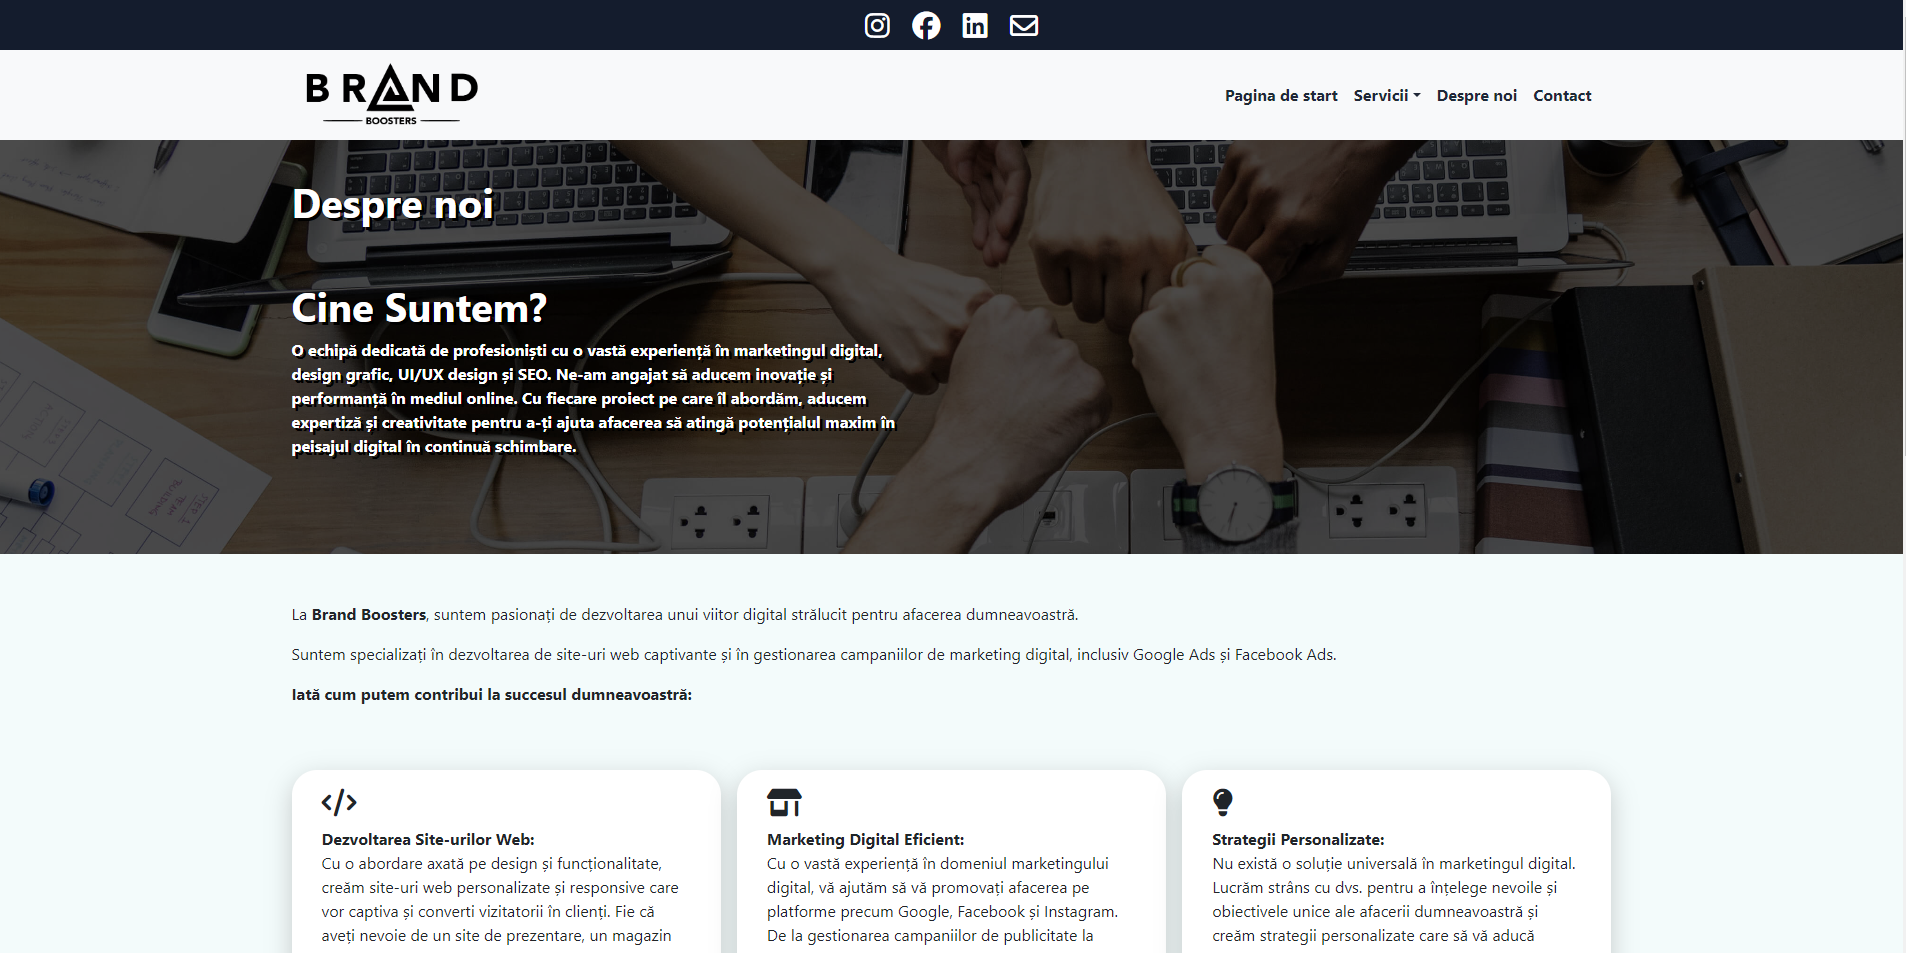 BRAND
BOOSTERS
Pagina de start Servicii Despre noi Contact
Despre noi
Cine Suntem?
O echipă dedicată de profesioniști cu o vastă experiență în marketingul digital,
design grafic, UI/UX design și SEO. Ne-am angajat să aducem inovație și
performanță în mediul online. Cu fiecare proiect pe care îl abordăm, aducem
expertiză și creativitate pentru a-ți ajuta afacerea să atingă potențialul maxim în
peisajul digital în continuă schimbare.
La Brand Boosters, suntem pasionați de dezvoltarea unui viitor digital strălucit pentru afacerea dumneavoastră.
Suntem specializați în dezvoltarea de site-uri web captivante și în gestionarea campaniilor de marketing digital, inclusiv Google Ads și Facebook Ads.
Iată cum putem contribui la succesul dumneavoastră:
Dezvoltarea Site-urilor Web:
Cu o abordare axată pe design și funcționalitate,
creăm site-uri web personalizate și responsive care
vor captiva și converti vizitatorii în clienți. Fie că
aveți nevoie de un site de prezentare, un magazin
Marketing Digital Eficient:
Cu o vastă experiență în domeniul marketingului
digital, vă ajutăm să vă promovați afacerea pe
platforme precum Google, Facebook și Instagram.
De la gestionarea campaniilor de publicitate la
Strategii Personalizate:
Nu există o soluție universală în marketingul digital.
Lucrăm strâns cu dvs. pentru a înțelege nevoile și
obiectivele unice ale afacerii dumneavoastră și
creăm strategii personalizate care să vă aducă